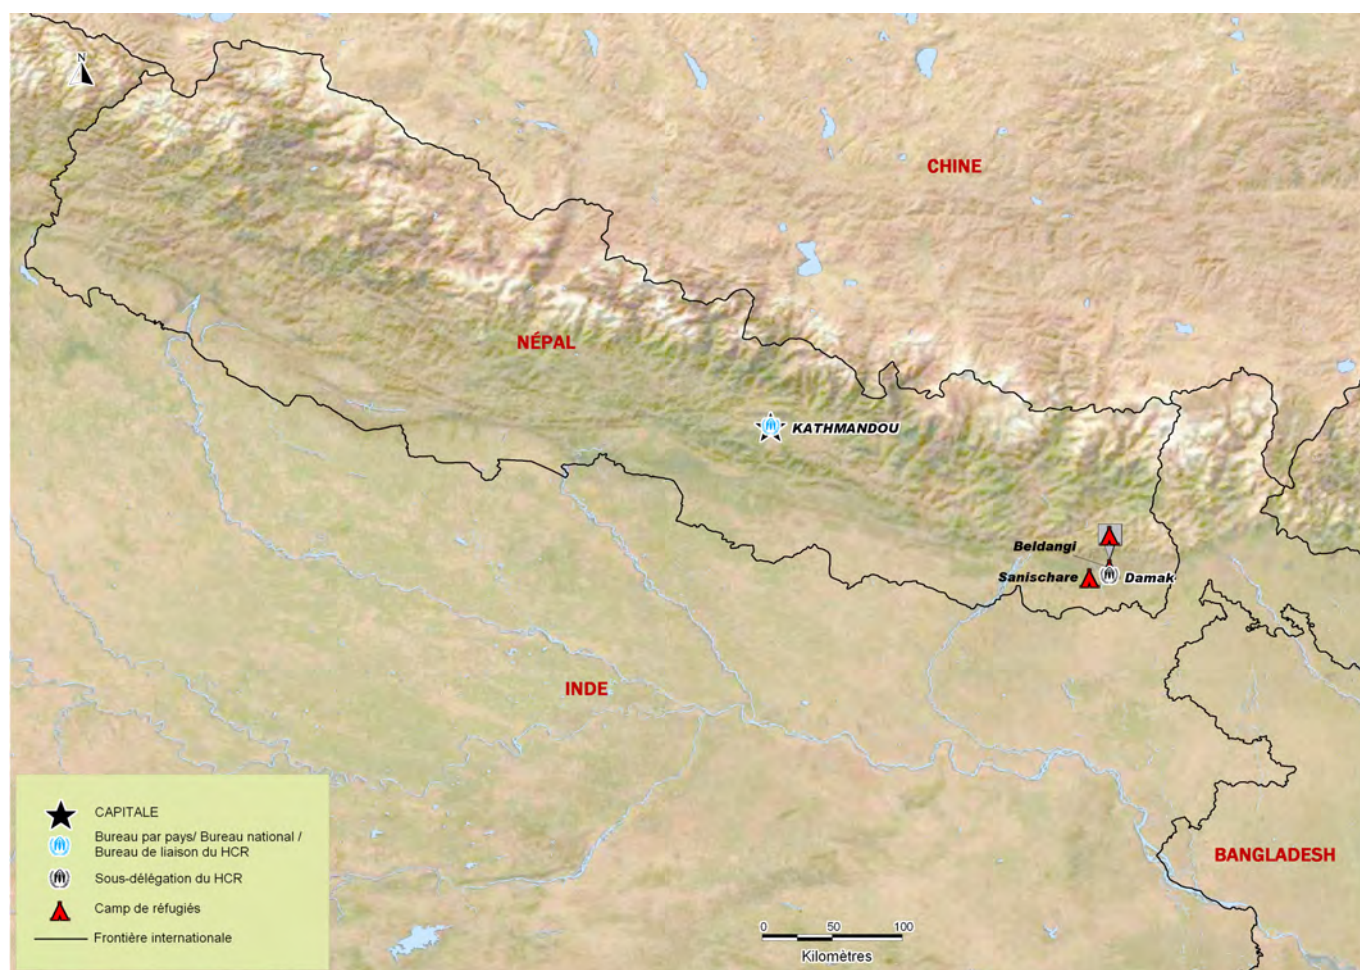 N
CHINE
NÉPAL
KATHMANDOU
Beldangi
Sanischare
Damak
INDE
BANGLADESH
CAPITALE
Bureau par pays/ Bureau national /
Bureau de liaison du HCR
Sous-délégation du HCR
Camp de réfugiés
Frontière internationale
0 50 100
Kilomètres